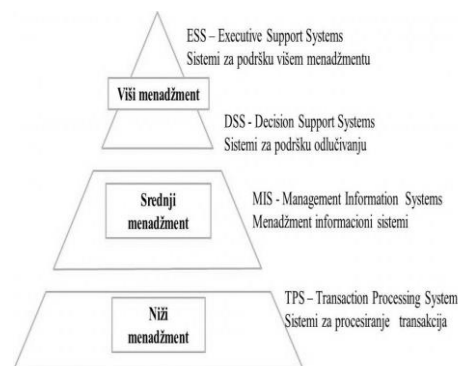 ESS – Executive Support Systems
Sistemi za podršku višem menadžmentu
Viši menadžment
DSS - Decision Support Systems
Sistemi za podršku odlučivanju
Srednji
menadžment
MIS - Management Information Systems
Menadžment informacioni sistemi
Niži
menadžment
TPS – Transaction Processing System
Sistemi za procesiranje transakcija